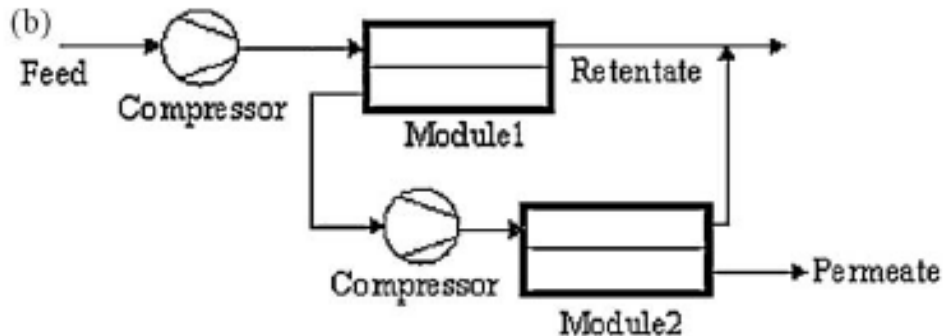 (b)
Feed
Compressor
Retentate
Module1
Compressor
Permeate
Module2